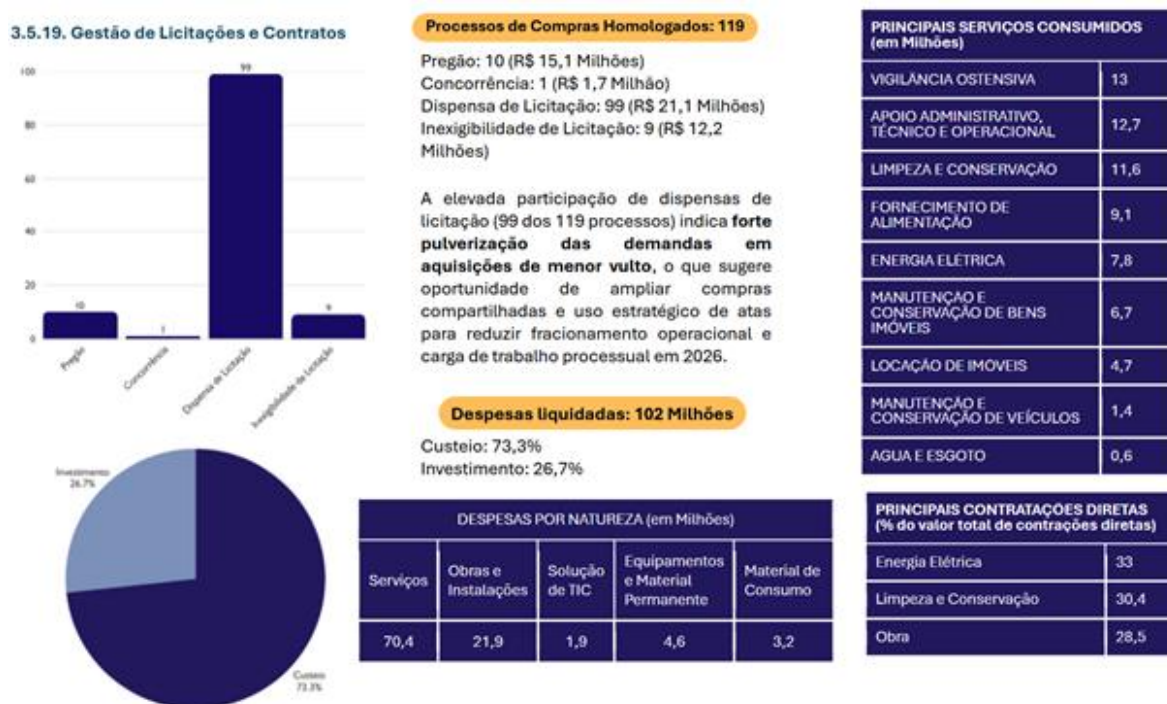 3.5.19. Gestão de Licitações e Contratos
99
100
80
60
40
20
0
10
1
9
Pregão
Concorrência
Dispensa de Licitação
Inexigibilidade de Licitação
Investimento
26.7%
Custeio
73.3%
Processos de Compras Homologados: 119
Pregão: 10 (R$ 15,1 Milhões)
Concorrência: 1 (R$ 1,7 Milhão)
Dispensa de Licitação: 99 (R$ 21,1 Milhões)
Inexigibilidade de Licitação: 9 (R$ 12,2
Milhões)
A elevada participação de dispensas de
licitação (99 dos 119 processos) indica forte
pulverização das demandas em
aquisições de menor vulto, o que sugere
oportunidade de ampliar compras
compartilhadas e uso estratégico de atas
para reduzir fracionamento operacional e
carga de trabalho processual em 2026.
Despesas liquidadas: 102 Milhões
Custeio: 73,3%
Investimento: 26,7%
DESPESAS POR NATUREZA (em Milhões)
Serviços
Obras e
Instalações
Solução
de TIC
Equipamentos
e Material
Permanente
Material de
Consumo
70,4
21,9
1,9
4,6
3,2
PRINCIPAIS SERVIÇOS CONSUMIDOS
(em Milhões)
VIGILÂNCIA OSTENSIVA 13
APOIO ADMINISTRATIVO,
TÉCNICO E OPERACIONAL 12,7
LIMPEZA E CONSERVAÇÃO 11,6
FORNECIMENTO DE
ALIMENTAÇÃO 9,1
ENERGIA ELÉTRICA 7,8
MANUTENÇÃO E
CONSERVAÇÃO DE BENS
IMÓVEIS 6,7
LOCAÇÃO DE IMOVEIS 4,7
MANUTENÇÃO E
CONSERVAÇÃO DE VEÍCULOS 1,4
AGUA E ESGOTO 0,6
PRINCIPAIS CONTRATAÇÕES DIRETAS
(% do valor total de contrações diretas)
Energia Elétrica 33
Limpeza e Conservação 30,4
Obra 28,5